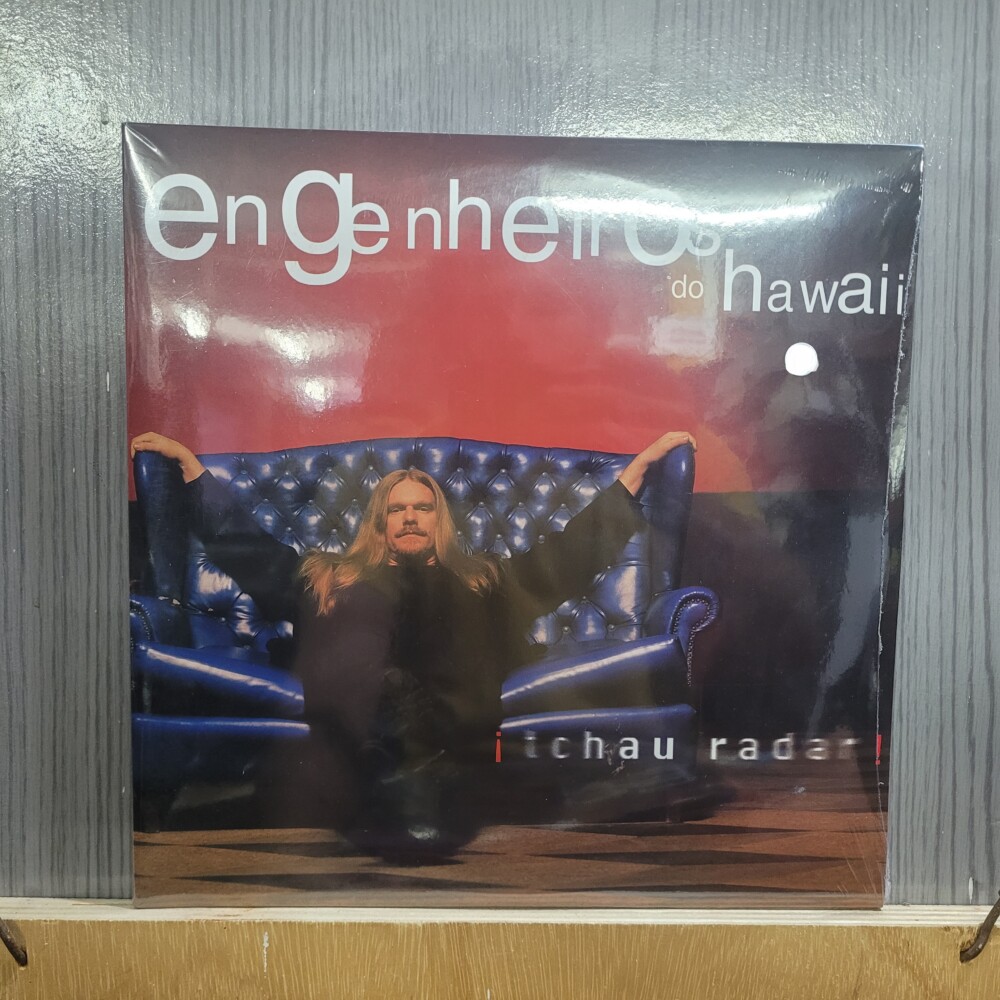 engenheiros
do hawaii
¡tchau radar!